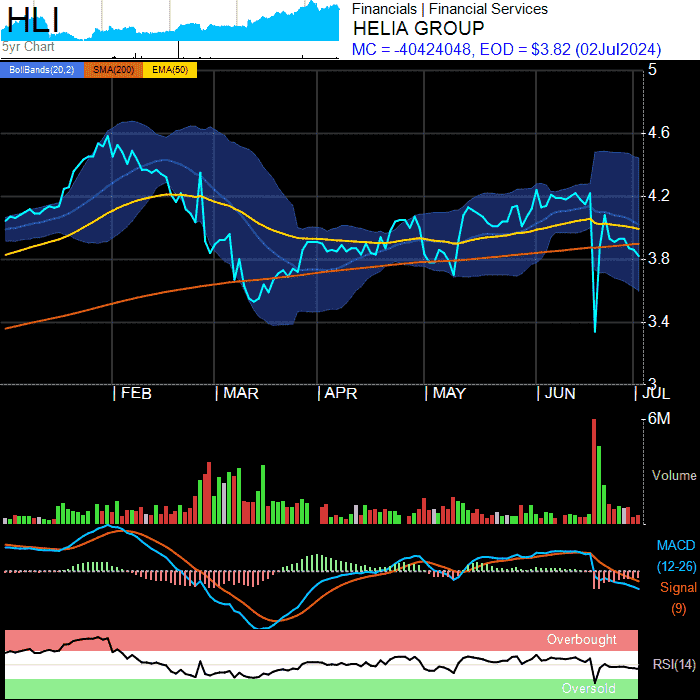 HLI
5yr Chart
Financials | Financial Services
HELIA GROUP
MC = -40424048, EOD = $3.82 (02Jul2024)
BollBands(20,2) SMA(200) EMA(50)
5
4.6
4.2
3.8
3.4
3
FEB MAR APR MAY JUN JUL
6M
Volume
MACD
(12-26)
Signal
(9)
Overbought
RSI(14)
Oversold